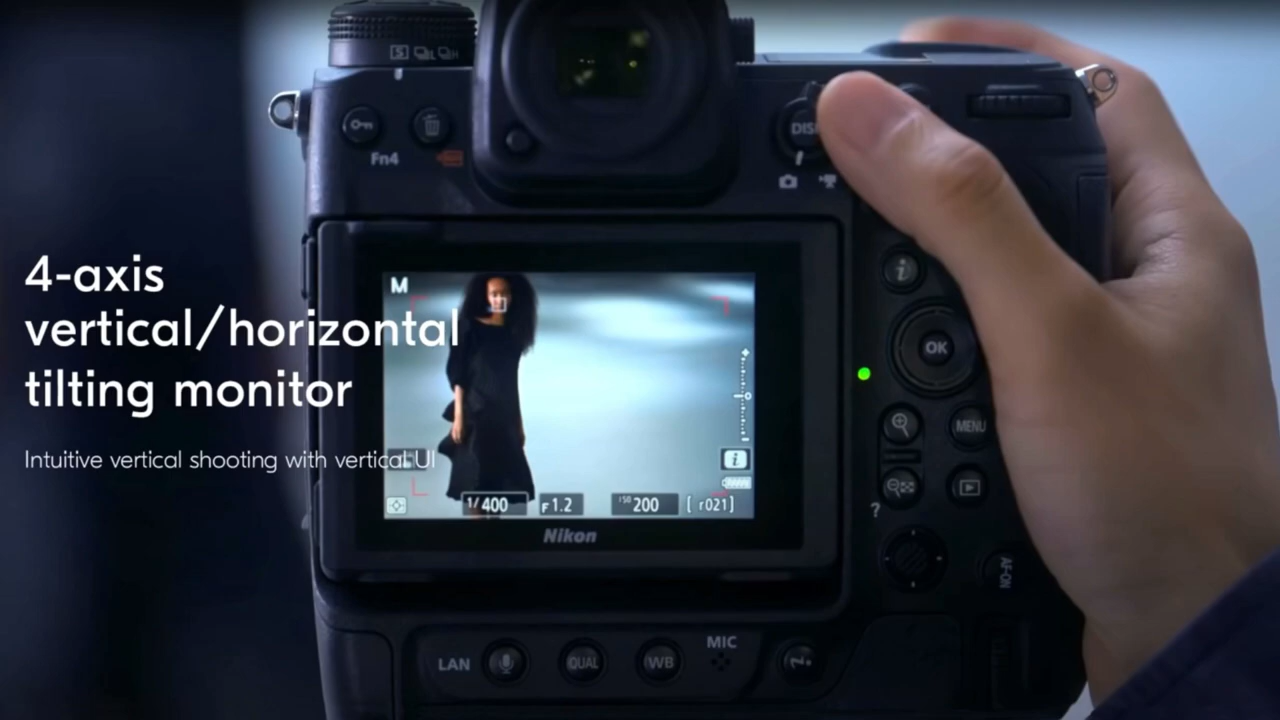 S L H
Fn4
DIS
4-axis
vertical/horizontal
tilting monitor
Intuitive vertical shooting with vertical UI
M
i
i
OK
MENU
1/400 F1.2 ISO 200 [ r021]
?
Nikon
AF-ON
LAN QUAL WB MIC